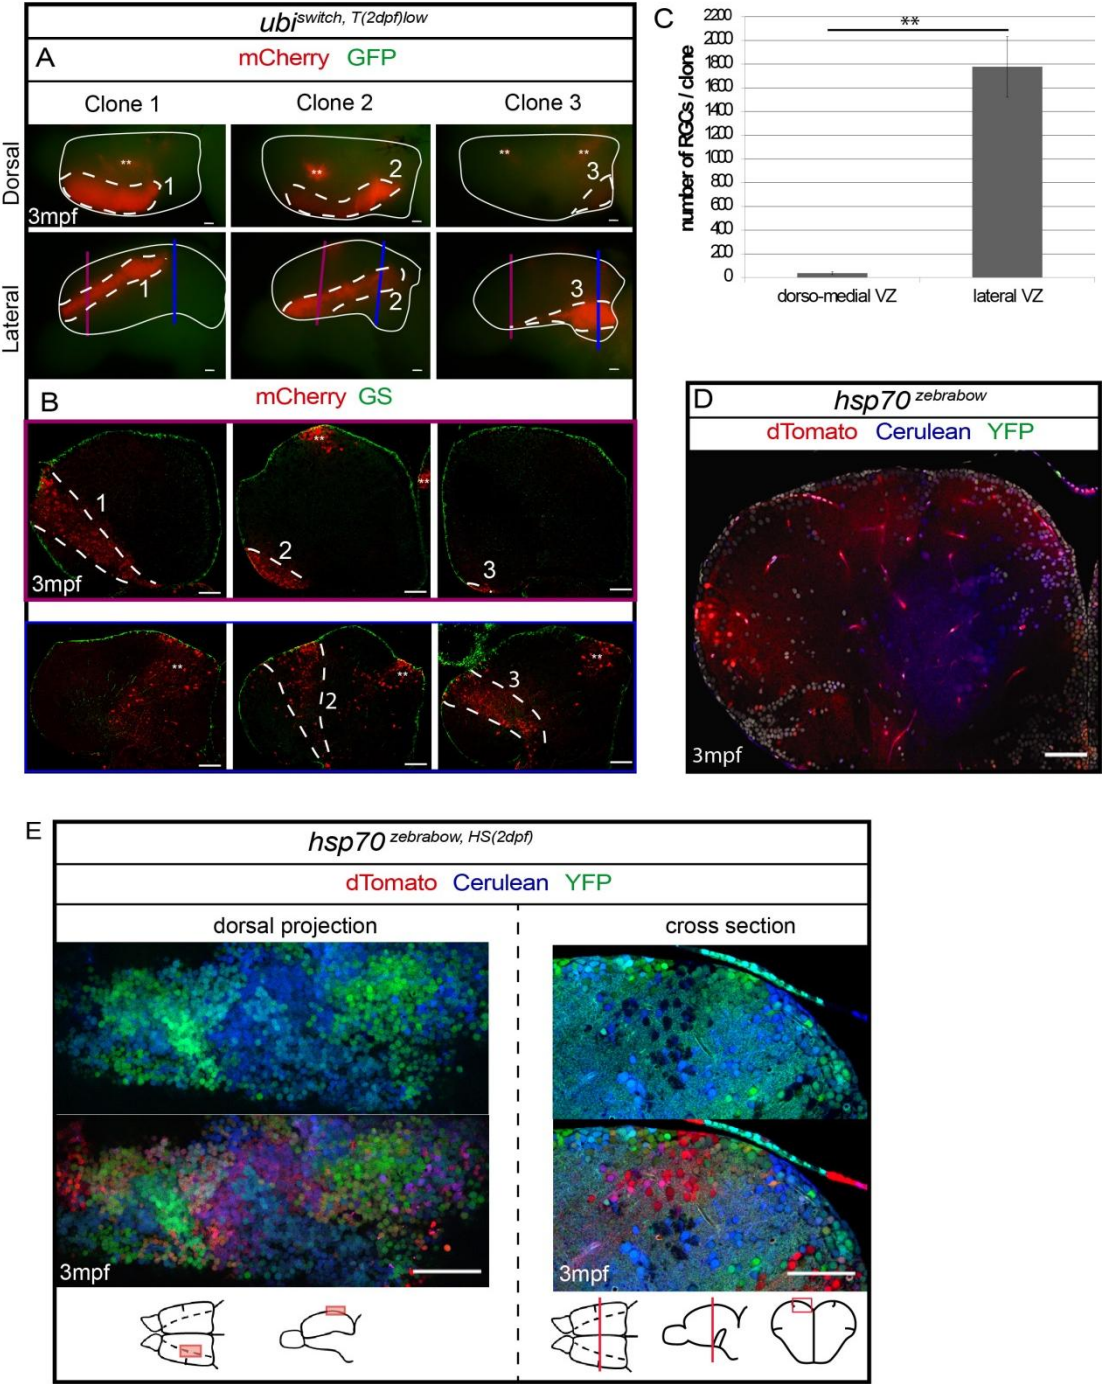 ubi switch, T(2dpf)low
A
mCherry GFP
Clone 1 Clone 2 Clone 3
Dorsal
** 1
3mpf
** 2
** ** 3
Lateral
1
2
3
B
mCherry GS
1
3mpf
** 2 **
3
**
2 **
3 **
C
number of RGCs / clone
2200
2000
1800
1600
1400
1200
1000
800
600
400
200
0
**
dorso-medial VZ lateral VZ
D
hsp70 zebrabow
dTomato Cerulean YFP
3mpf
E
hsp70 zebrabow, HS(2dpf)
dTomato Cerulean YFP
dorsal projection cross section
3mpf 3mpf